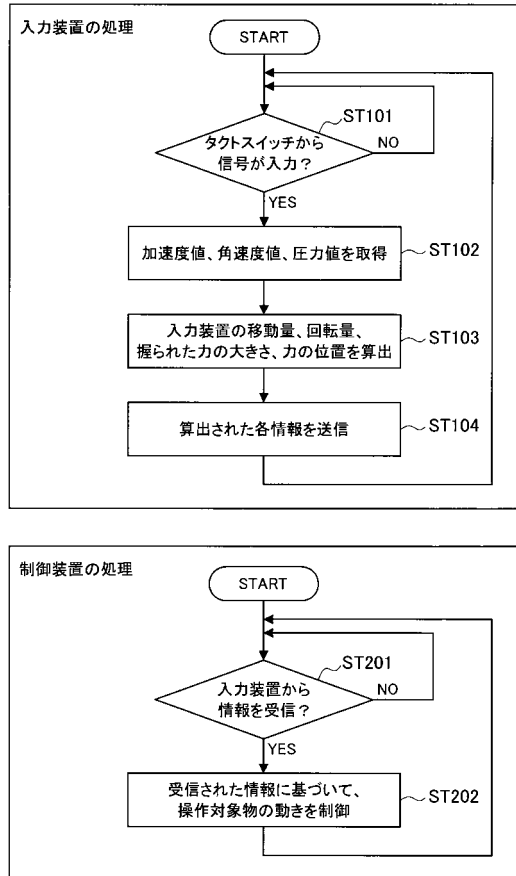 入力装置の処理
START
ST101
タクトスイッチから
信号が入力?
NO
YES
加速度値、角速度値、圧力値を取得
ST102
入力装置の移動量、回転量、
握られた力の大きさ、力の位置を算出
ST103
算出された各情報を送信
ST104
制御装置の処理
START
ST201
入力装置から
情報を受信?
NO
YES
受信された情報に基づいて、
操作対象物の動きを制御
ST202